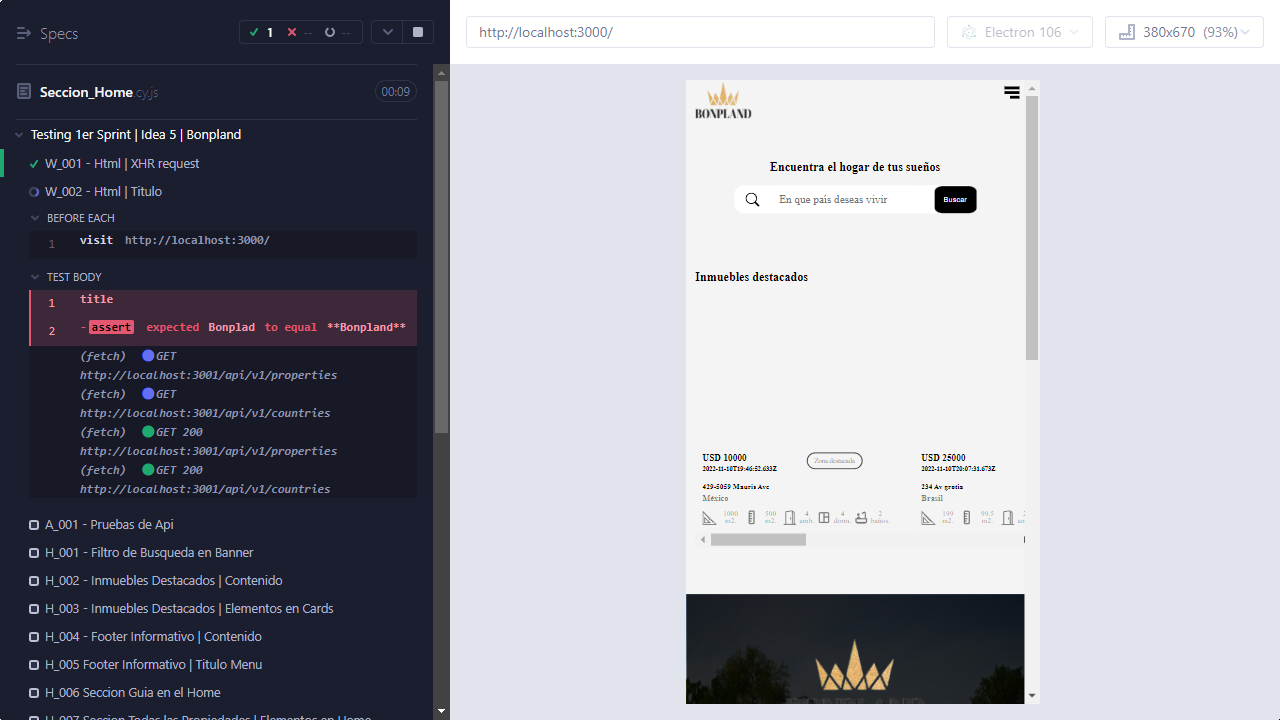 Specs
1
--
--
http://localhost:3000/
Electron 106
380x670 (93%)
Seccion_Home.cy.js
00:09
Testing 1er Sprint | Idea 5 | Bonpland
W_001 - Html | XHR request
W_002 - Html | Titulo
BEFORE EACH
1 visit http://localhost:3000/
TEST BODY
1 title
2 -assert expected Bonplad to equal **Bonpland**
(fetch) GET
http://localhost:3001/api/v1/properties
(fetch) GET
http://localhost:3001/api/v1/countries
(fetch) GET 200
http://localhost:3001/api/v1/properties
(fetch) GET 200
http://localhost:3001/api/v1/countries
A_001 - Pruebas de Api
H_001 - Filtro de Busqueda en Banner
H_002 - Inmuebles Destacados | Contenido
H_003 - Inmuebles Destacados | Elementos en Cards
H_004 - Footer Informativo | Contenido
H_005 Footer Informativo | Titulo Menu
H_006 Seccion Guia en el Home
H_007 Seccion Todas las Propiedades | Elementos en Home
BONPLAND
Encuentra el hogar de tus sueños
En que país deseas vivir
Buscar
Inmuebles destacados
USD 10000
2022-11-10T19:46:52.633Z
Zona destacada
429-5059 Mauris Ave
México
1000 m2.
500 m2.
4 amb.
4 dorm.
2 baños.
USD 25000
2022-11-10T20:07:31.673Z
234 Av gratia
Brasil
199 m2.
99,5 m2.
BONPLAND